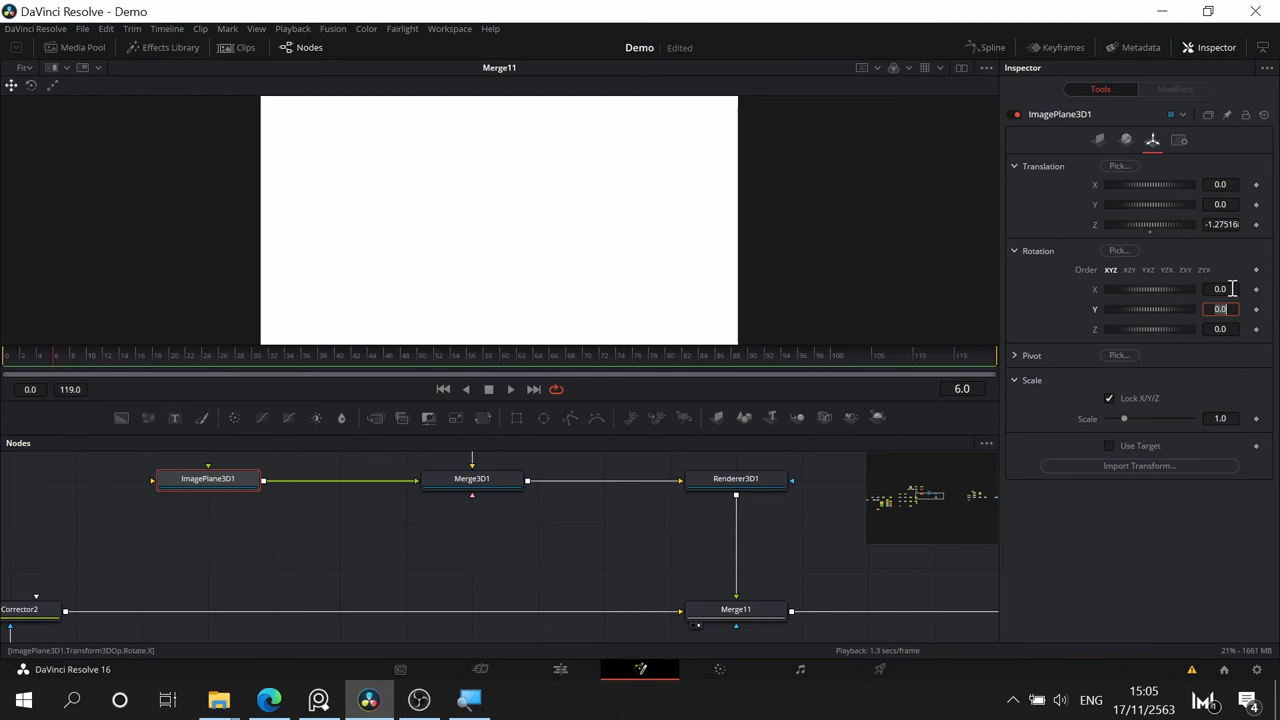 DaVinci Resolve - Demo
DaVinci Resolve File Edit Trim Timeline Clip Mark View Playback Fusion Color Fairlight Workspace Help
Media Pool Effects Library Clips Nodes Demo Edited Spline Keyframes Metadata Inspector
Fit Merge11 Inspector
Tools Modifiers
ImagePlane3D1
Translation Pick...
X 0.0
Y 0.0
Z -1.27516
Rotation Pick...
Order XYZ XZY YXZ YZX ZXY ZYX
X 0.0
Y 0.0
Z 0.0
Pivot Pick...
Scale
Lock X/Y/Z
Scale 1.0
Use Target
Import Transform...
0 2 4 6 8 10 12 14 16 18 20 22 24 26 28 30 32 34 36 38 40 42 44 46 48 50 52 54 56 58 60 62 64 66 68 70 72 74 76 78 80 82 84 86 88 90 92 94 96 98 100 105 110 115
0.0 119.0 6.0
Nodes
ImagePlane3D1 Merge3D1 Renderer3D1
Corrector2 Merge11
[ImagePlane3D1.Transform3DOp.Rotate.X] Playback: 1.3 secs/frame 21% - 1661 MB
DaVinci Resolve 16
ENG 15:05
17/11/2563
1
4